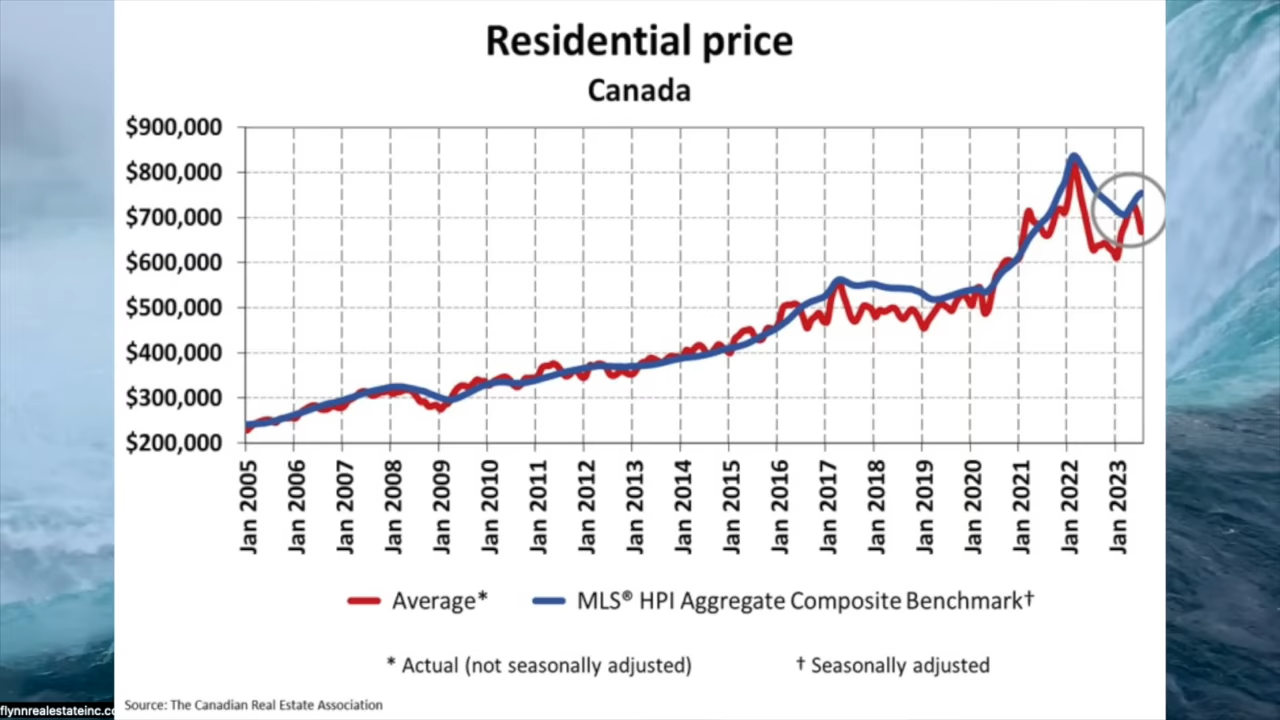 Residential price
Canada
$900,000
$800,000
$700,000
$600,000
$500,000
$400,000
$300,000
$200,000
Jan 2005
Jan 2006
Jan 2007
Jan 2008
Jan 2009
Jan 2010
Jan 2011
Jan 2012
Jan 2013
Jan 2014
Jan 2015
Jan 2016
Jan 2017
Jan 2018
Jan 2019
Jan 2020
Jan 2021
Jan 2022
Jan 2023
Average* MLS® HPI Aggregate Composite Benchmark†
* Actual (not seasonally adjusted) † Seasonally adjusted
Source: The Canadian Real Estate Association
flynnrealestateinc.c